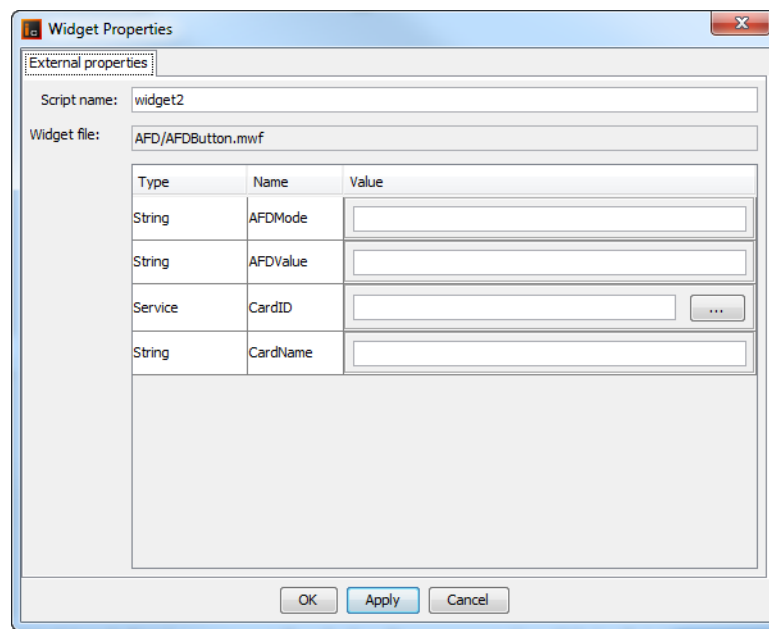 Widget Properties
External properties
Script name: widget2
Widget file: AFD/AFDButton.mwf
Type Name Value
String AFDMode
String AFDValue
Service CardID ...
String CardName
OK Apply Cancel